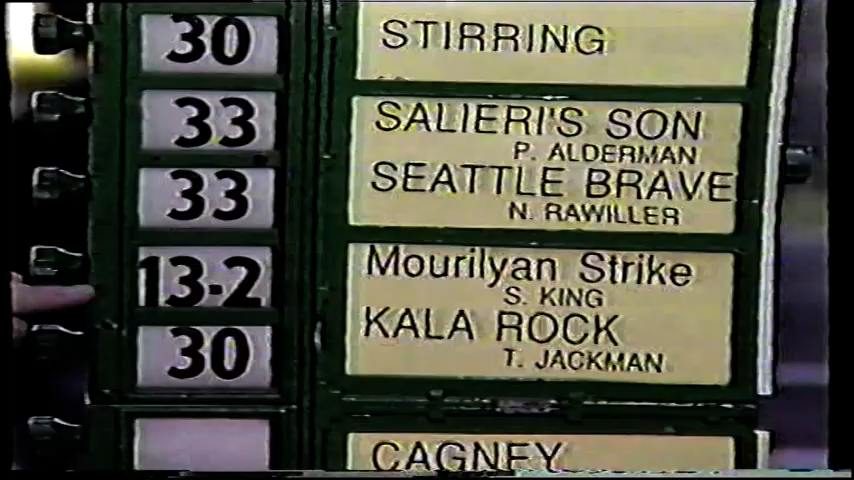 30 STIRRING
33 SALIERI'S SON
P. ALDERMAN
33 SEATTLE BRAVE
N. RAWILLER
13-2 Mourilyan Strike
S. KING
30 KALA ROCK
T. JACKMAN
CAGNEY